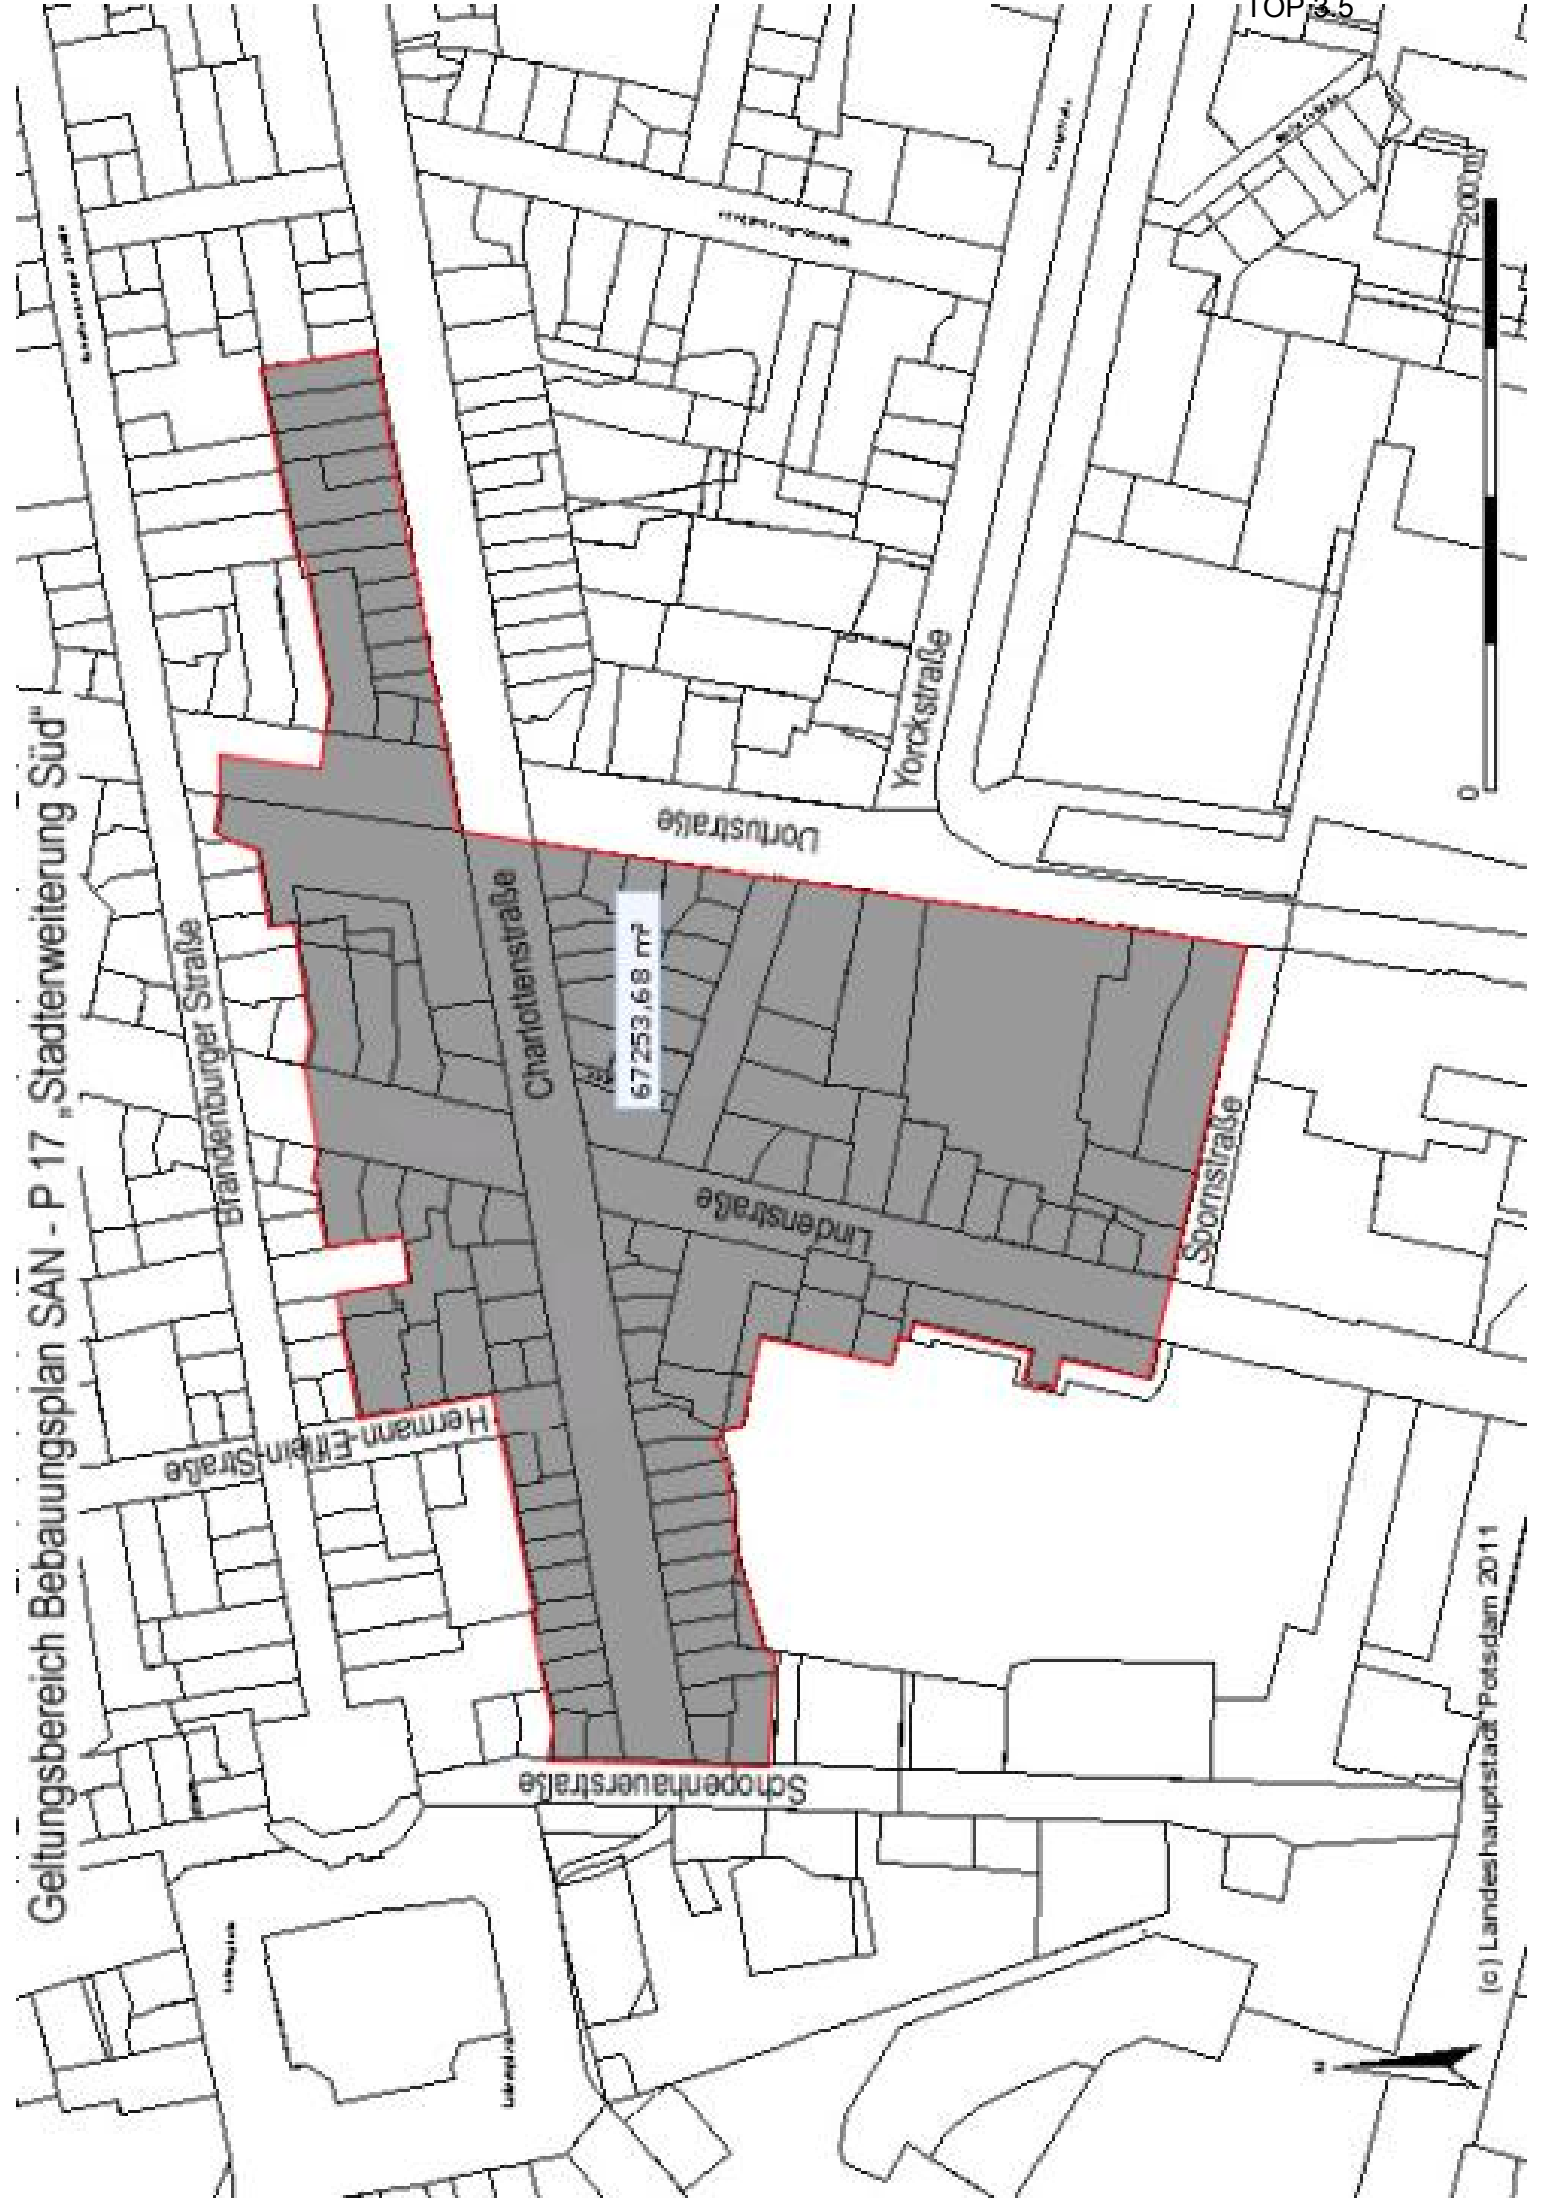 TOP 3.5
Geltungsbereich Bebauungsplan SAN - P 17 „Stadterweiterung Süd“
Brandenburger Straße
Hermann-Elflein-Straße
Charlottenstraße
67253,68 m²
Dortustraße
Yorckstraße
Lindenstraße
Spornstraße
Schopenhauerstraße
0
200 m
(c) Landeshauptstadt Potsdam 2011